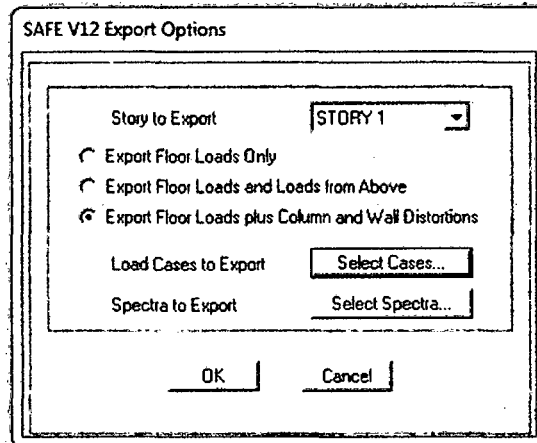 SAFE V12 Export Options
Story to Export STORY 1
Export Floor Loads Only
Export Floor Loads and Loads from Above
Export Floor Loads plus Column and Wall Distortions
Load Cases to Export Select Cases...
Spectra to Export Select Spectra...
OK Cancel